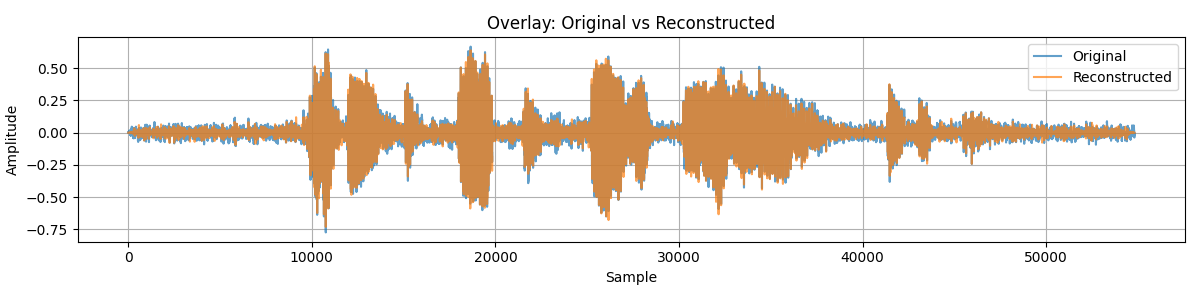 Overlay: Original vs Reconstructed
Original
Reconstructed
Amplitude
0.50
0.25
0.00
−0.25
−0.50
−0.75
0 10000 20000 30000 40000 50000
Sample